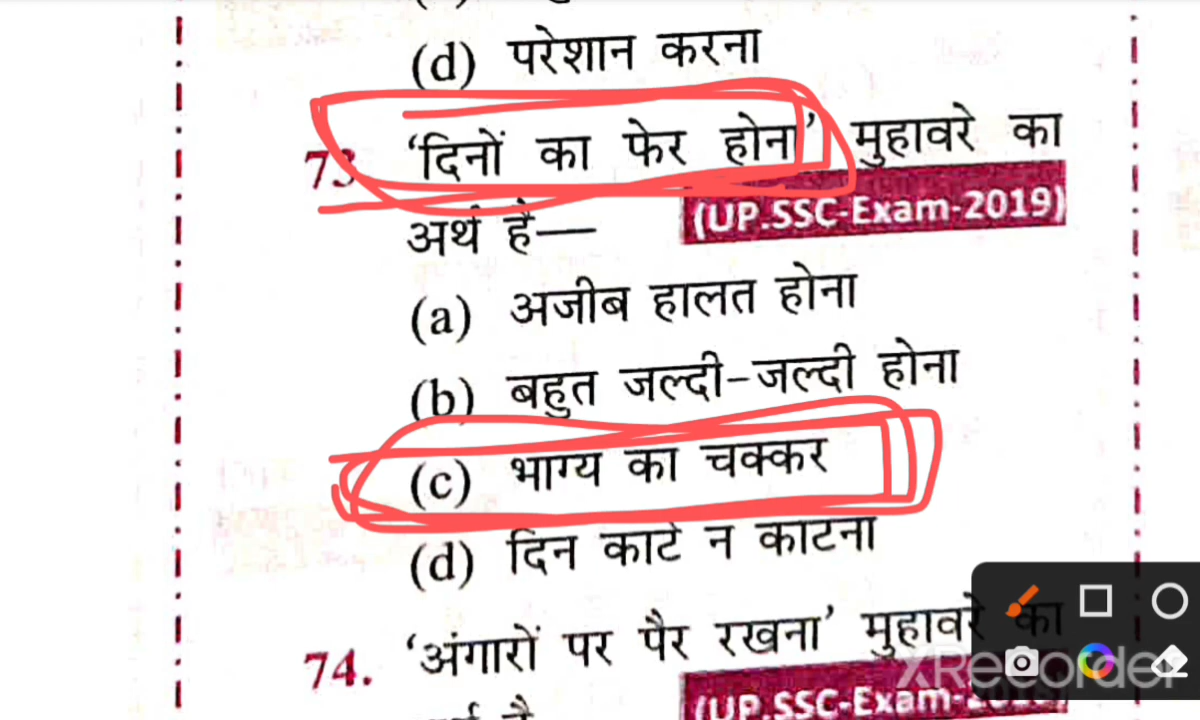 (d) परेशान करना
73. ‘दिनों का फेर होना’ मुहावरे का
अर्थ है—
(UP.SSC-Exam-2019)
(a) अजीब हालत होना
(b) बहुत जल्दी-जल्दी होना
(c) भाग्य का चक्कर
(d) दिन काटे न काटना
74. ‘अंगारों पर पैर रखना’ मुहावरे का
XRecorder
(UP.SSC-Exam-